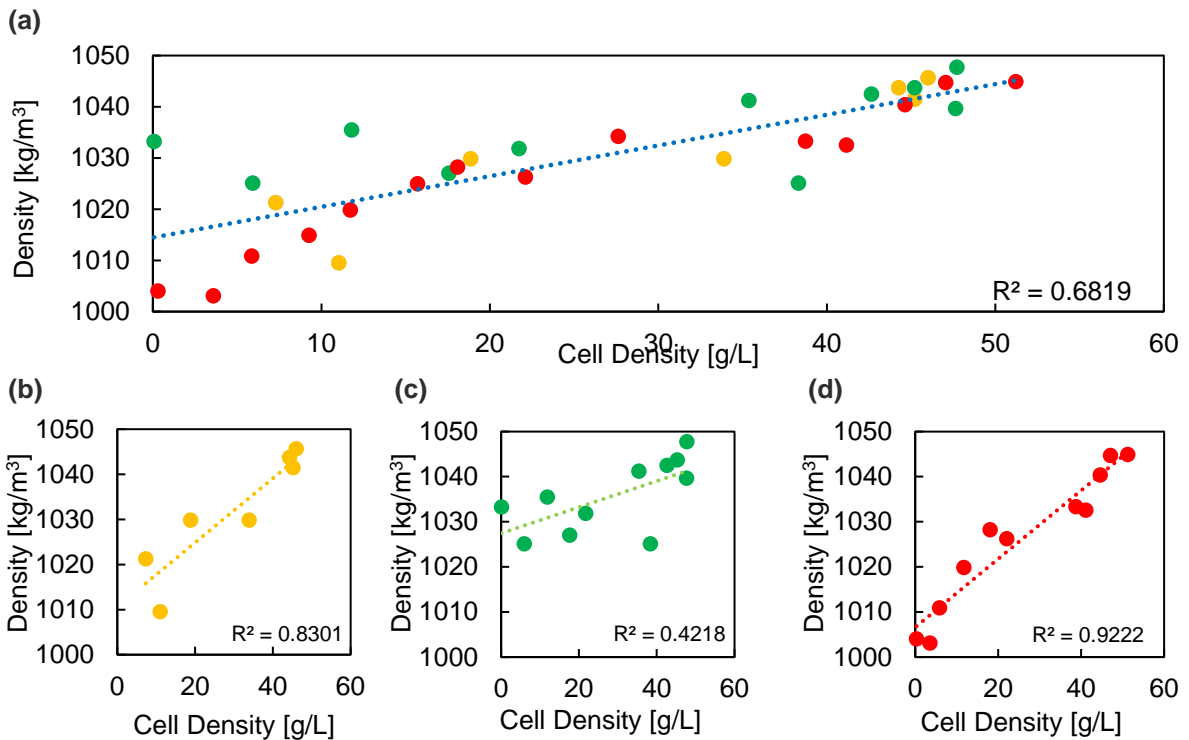 (a)
Density [kg/m³]
1050
1040
1030
1020
1010
1000
R² = 0.6819
0 10 20 30 40 50 60
Cell Density [g/L]
(b)
Density [kg/m³]
1050
1040
1030
1020
1010
1000
R² = 0.8301
0 20 40 60
Cell Density [g/L]
(c)
Density [kg/m³]
1050
1040
1030
1020
1010
1000
R² = 0.4218
0 20 40 60
Cell Density [g/L]
(d)
Density [kg/m³]
1050
1040
1030
1020
1010
1000
R² = 0.9222
0 20 40 60
Cell Density [g/L]